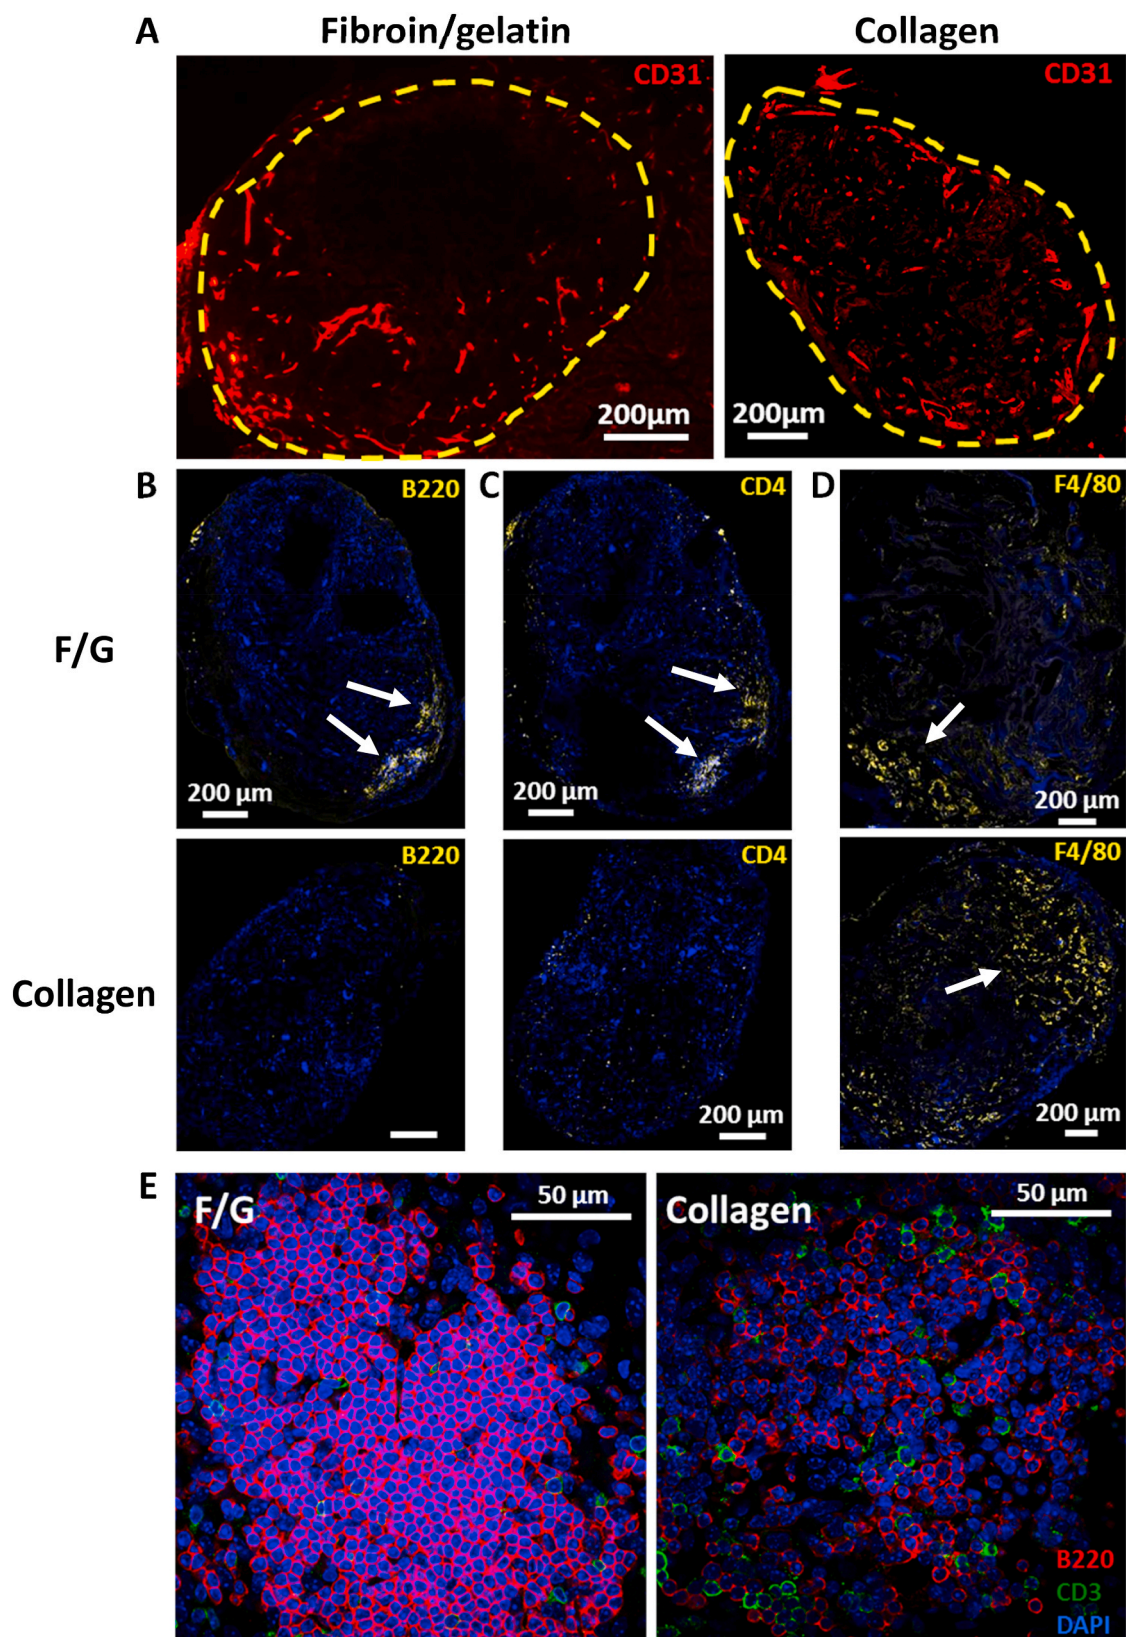 A Fibroin/gelatin Collagen
CD31 CD31
200μm 200μm
B C D
B220 CD4 F4/80
F/G
200 μm 200 μm 200 μm
B220 CD4 F4/80
Collagen
200 μm 200 μm
E
F/G 50 μm Collagen 50 μm
B220
CD3
DAPI